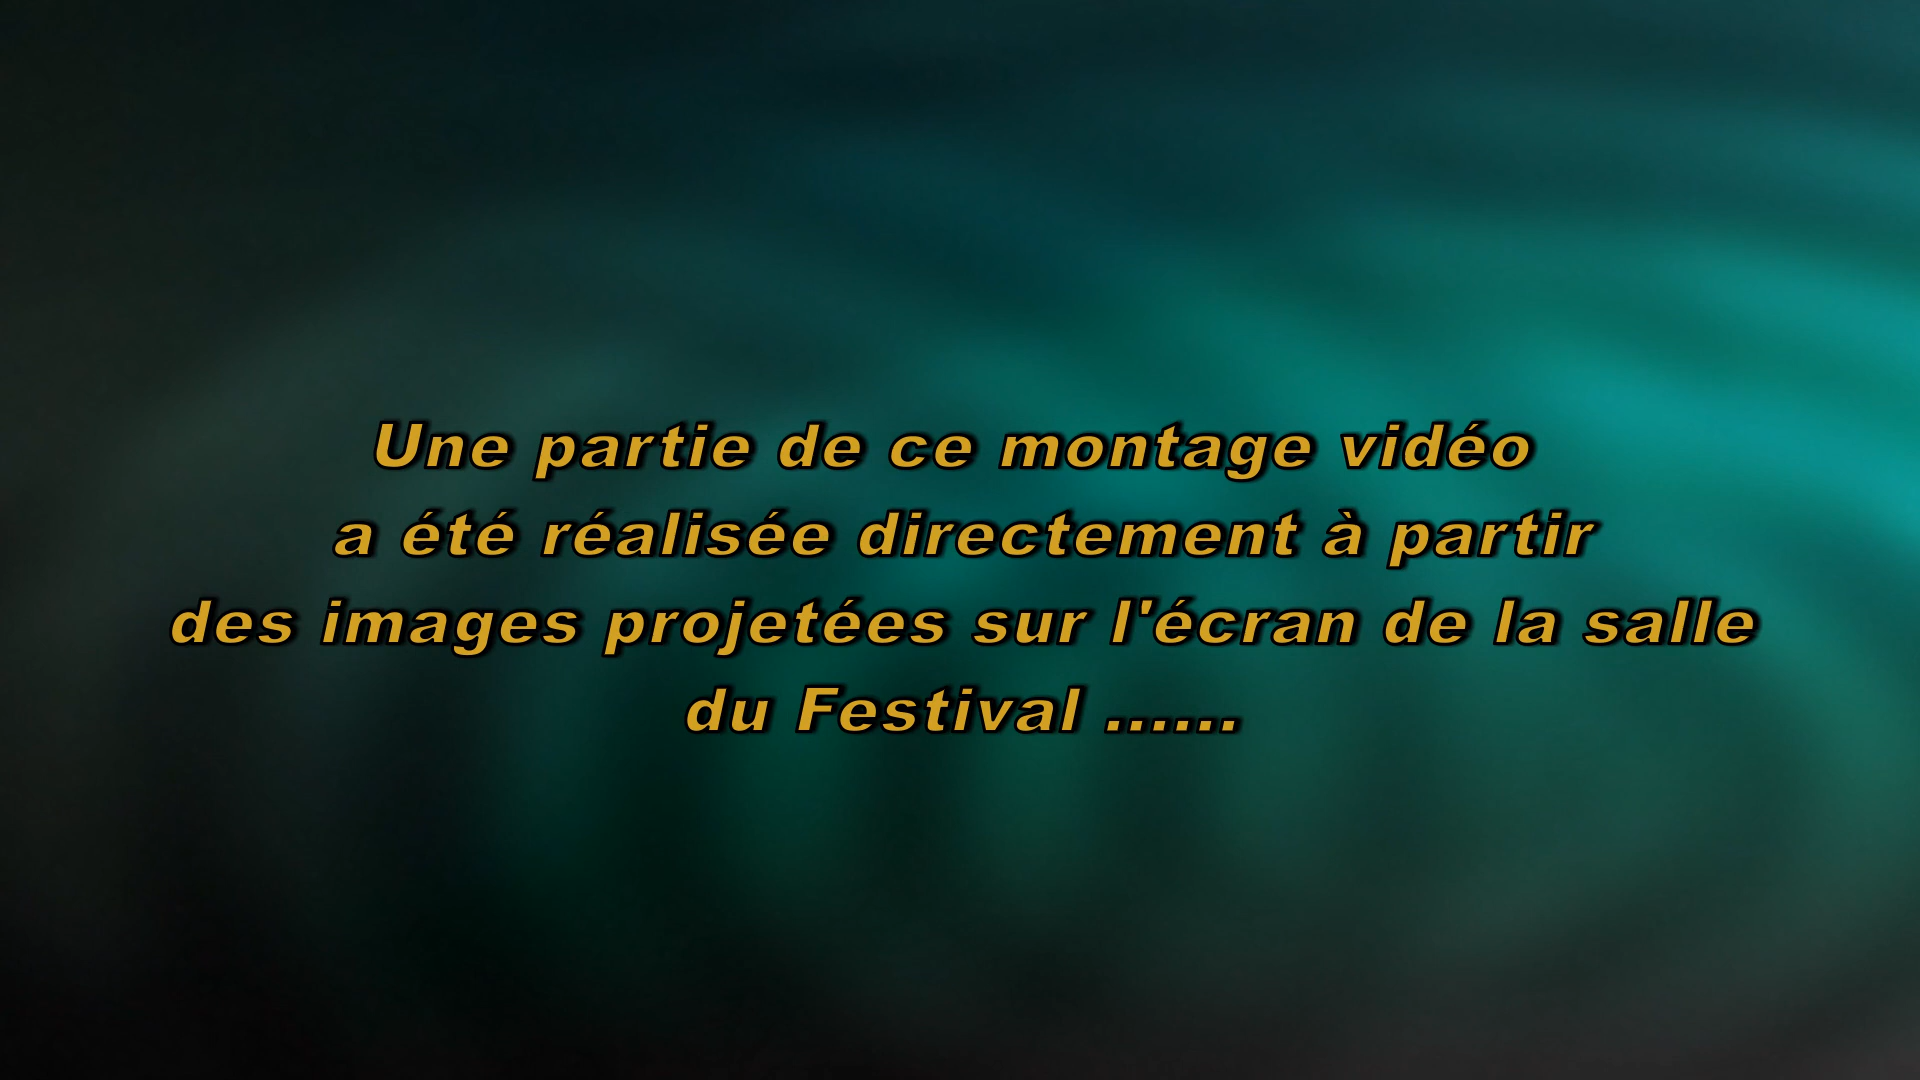 Une partie de ce montage vidéo
a été réalisée directement à partir
des images projetées sur l'écran de la salle
du Festival ......